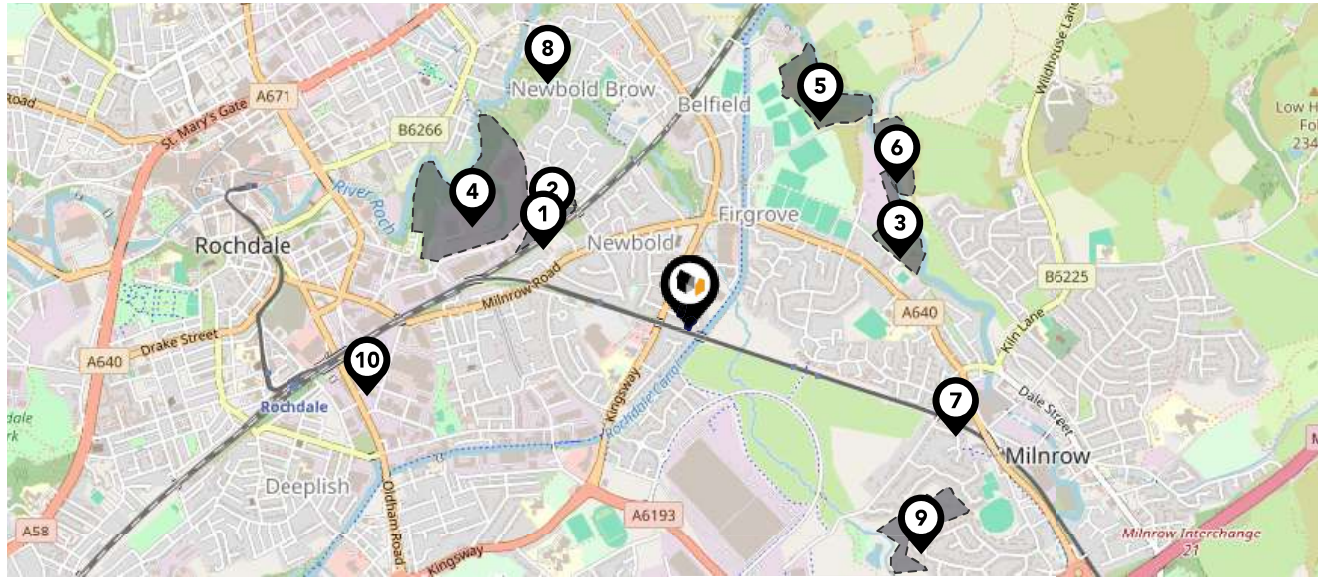 8
Newbold Brow
A671
St. Mary's Gate
Road
B6266
Belfield
5
Wildhouse Lane
Low H
Fol
234
6
River Roch
4
2
1
3
Firgrove
Rochdale
Newbold
B6225
Milnrow Road
A640
Drake Street
A640
Kiln Lane
10
Rochdale
dale
rk
Kingsway
Rochdale Canal
7
Dale Street
M
Milnrow
Deeplish
Oldham Road
A58
A6193
9
Kingsway
Milnrow Interchange
21